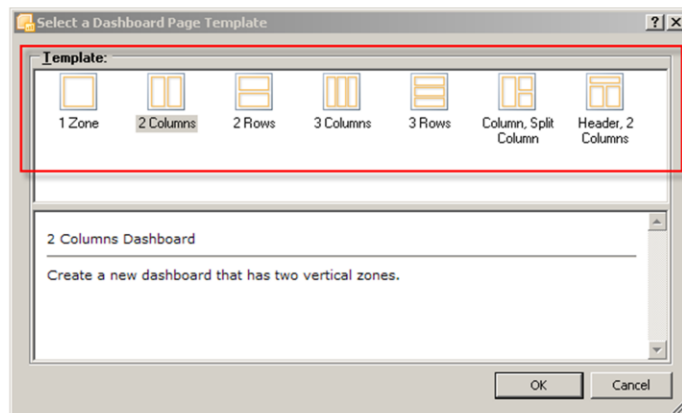 Select a Dashboard Page Template
Template:
1 Zone
2 Columns
2 Rows
3 Columns
3 Rows
Column, Split
Column
Header, 2
Columns
2 Columns Dashboard
Create a new dashboard that has two vertical zones.
OK
Cancel